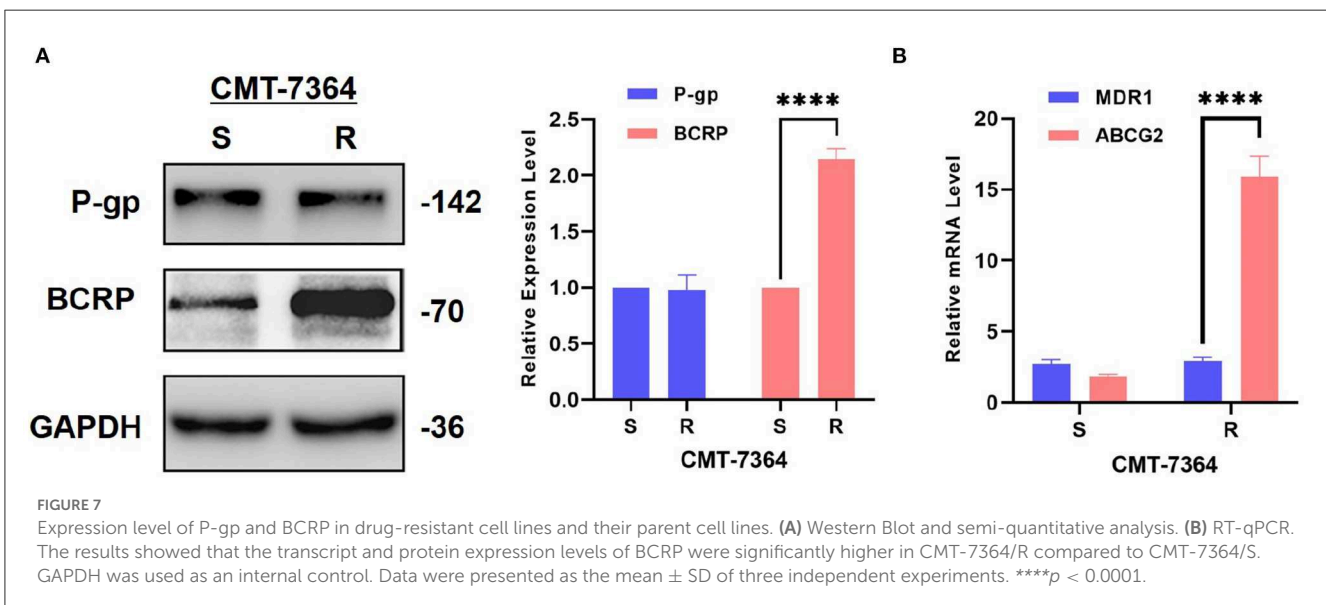 A
CMT-7364
S R
P-gp -142
BCRP -70
GAPDH -36
P-gp
BCRP
****
Relative Expression Level
2.5
2.0
1.5
1.0
0.5
0.0
S R S R
CMT-7364
B
MDR1
ABCG2
****
Relative mRNA Level
20
15
10
5
0
S R
CMT-7364
FIGURE 7
Expression level of P-gp and BCRP in drug-resistant cell lines and their parent cell lines. (A) Western Blot and semi-quantitative analysis. (B) RT-qPCR.
The results showed that the transcript and protein expression levels of BCRP were significantly higher in CMT-7364/R compared to CMT-7364/S.
GAPDH was used as an internal control. Data were presented as the mean ± SD of three independent experiments. ****p < 0.0001.